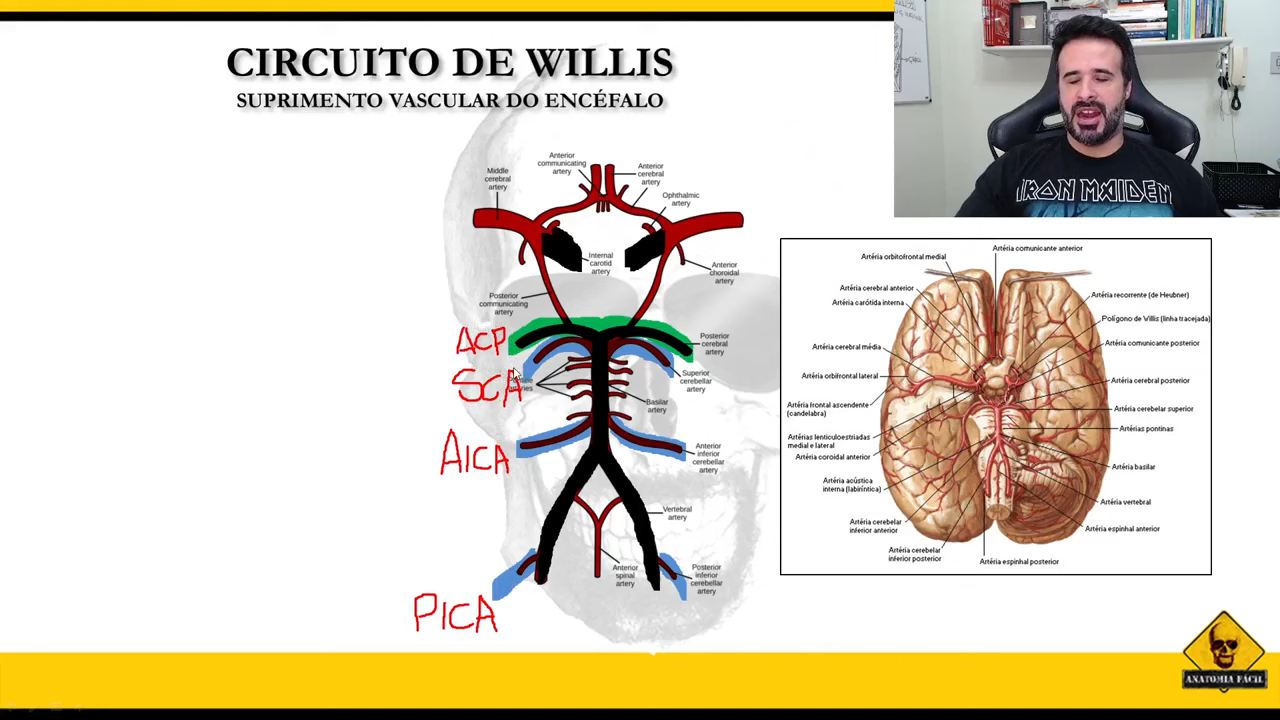 CIRCUITO DE WILLIS
SUPRIMENTO VASCULAR DO ENCÉFALO
Anterior
communicating
artery
Anterior
cerebral
artery
Middle
cerebral
artery
Ophthalmic
artery
Internal
carotid
artery
Anterior
choroidal
artery
Posterior
communicating
artery
ACP
Posterior
cerebral
artery
SCA
Superior
cerebellar
artery
Basilar
artery
AICA
Anterior
inferior
cerebellar
artery
Vertebral
artery
Anterior
spinal
artery
Posterior
inferior
cerebellar
artery
PICA
IRON MAIDEN
Artéria comunicante anterior
Artéria orbitofrontal medial
Artéria cerebral anterior
Artéria carótida interna
Artéria cerebral média
Artéria orbifrontal lateral
Artéria frontal ascendente
(candelabra)
Artérias lenticuloestriadas
medial e lateral
Artéria coroidal anterior
Artéria acústica
interna (labiríntica)
Artéria cerebelar
inferior anterior
Artéria cerebelar
inferior posterior
Artéria recorrente (de Heubner)
Polígono de Willis (linha tracejada)
Artéria comunicante posterior
Artéria cerebral posterior
Artéria cerebelar superior
Artérias pontinas
Artéria basilar
Artéria vertebral
Artéria espinhal anterior
Artéria espinhal posterior
ANATOMIA FÁCIL